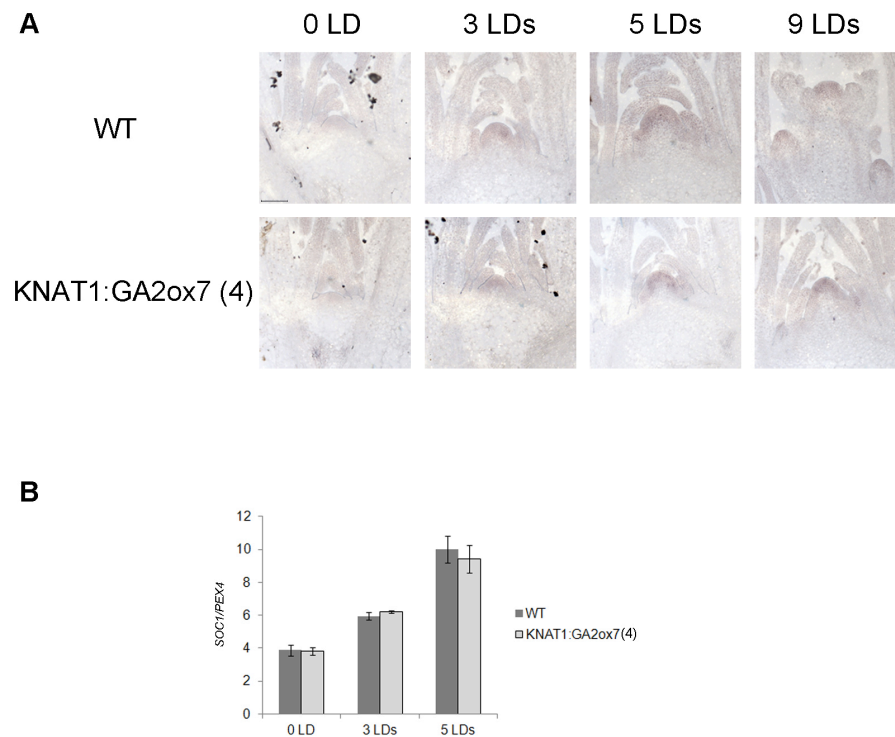 A
0 LD 3 LDs 5 LDs 9 LDs
WT
KNAT1:GA2ox7 (4)
B
12
10
8
6
4
2
0
SOC1/PEX4
0 LD 3 LDs 5 LDs
WT
KNAT1:GA2ox7(4)